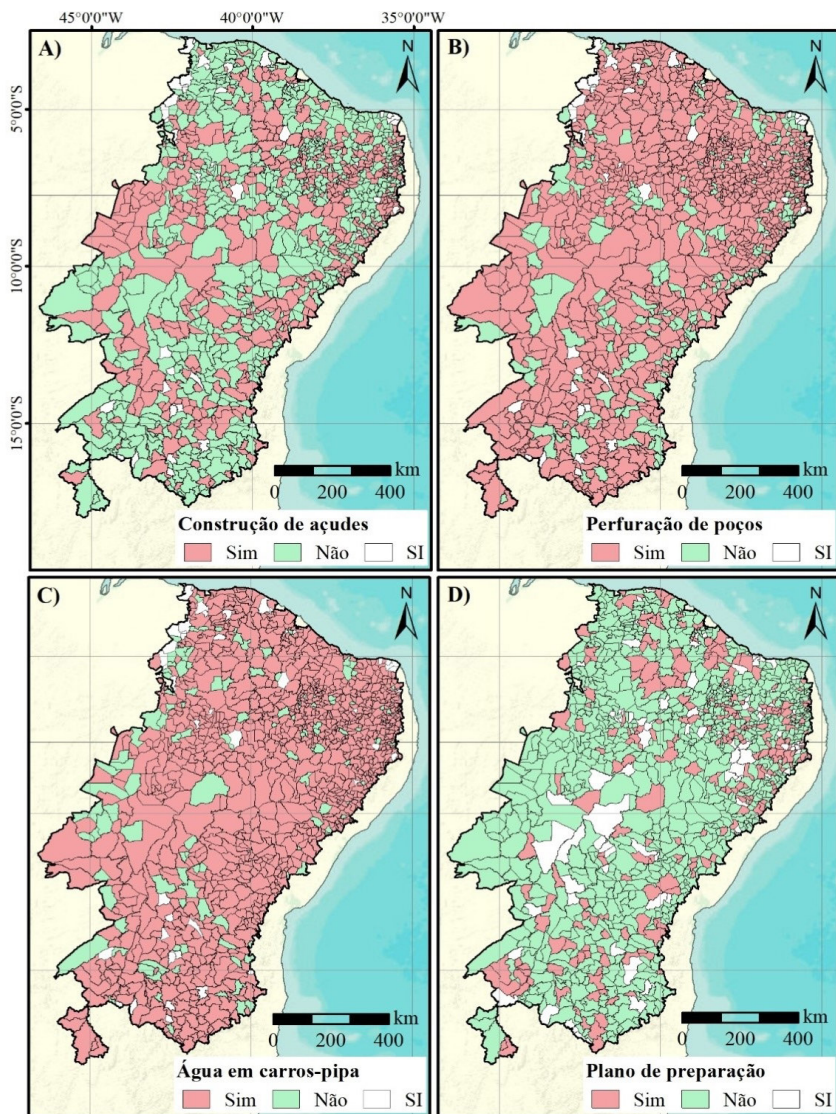 45°0'0"W 40°0'0"W 35°0'0"W
A)
N
5°0'0"S
10°0'0"S
15°0'0"S
km
0 200 400
Construção de açudes
Sim Não SI
B)
N
km
0 200 400
Perfuração de poços
Sim Não SI
C)
N
km
0 200 400
Água em carros-pipa
Sim Não SI
D)
N
km
0 200 400
Plano de preparação
Sim Não SI